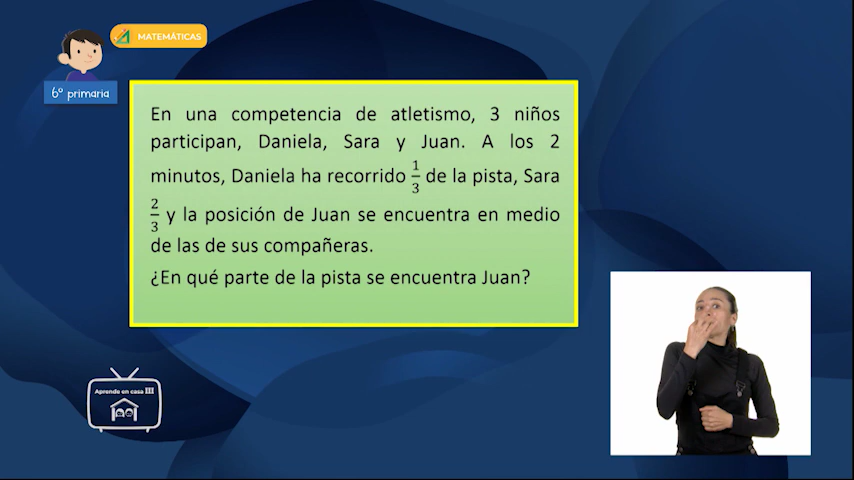 MATEMÁTICAS
6º primaria
En una competencia de atletismo, 3 niños
participan, Daniela, Sara y Juan. A los 2
minutos, Daniela ha recorrido 1/3 de la pista, Sara
2/3 y la posición de Juan se encuentra en medio
de las de sus compañeras.
¿En qué parte de la pista se encuentra Juan?
Aprende en casa III